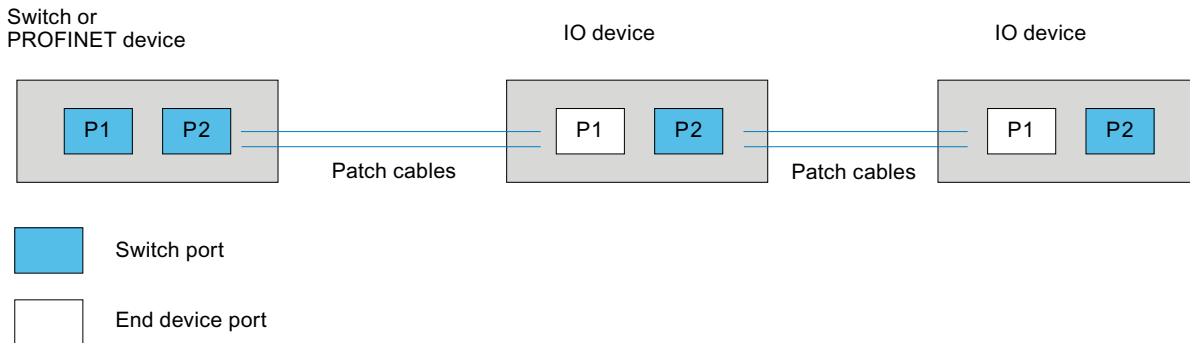 Switch or
PROFINET device
IO device
IO device
P1
P2
P1
P2
P1
P2
Patch cables
Patch cables
Switch port
End device port